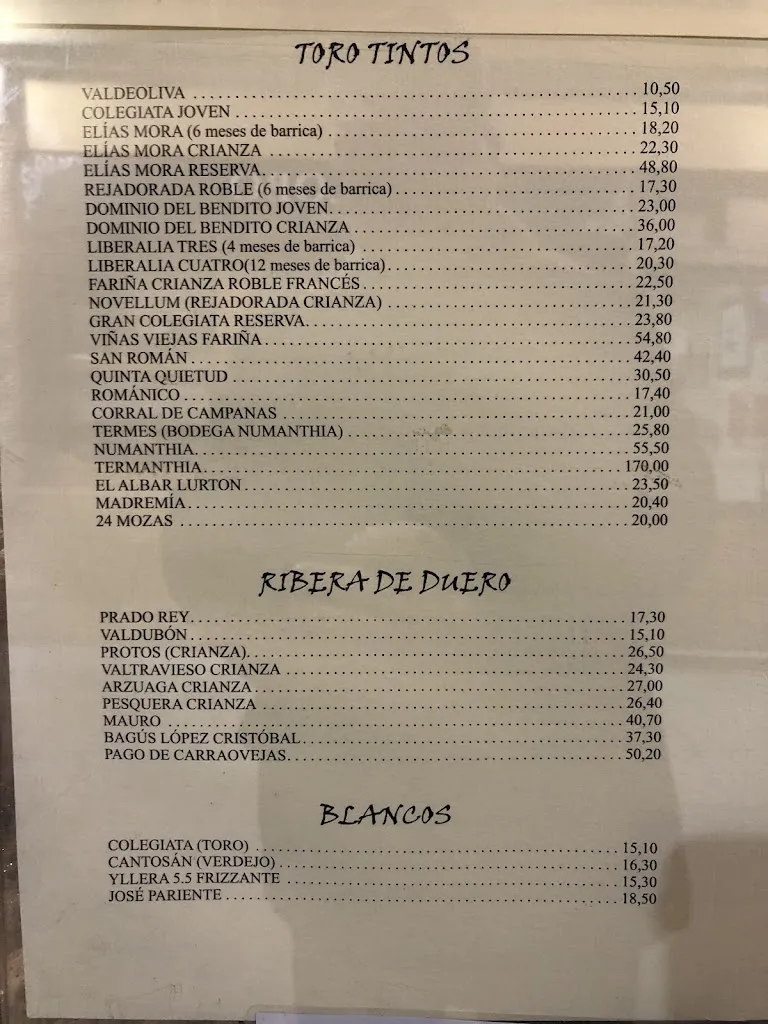 TORO TINTOS
VALDEOLIVA 10,50
COLEGIATA JOVEN 15,10
ELÍAS MORA (6 meses de barrica) 18,20
ELÍAS MORA CRIANZA 22,30
ELÍAS MORA RESERVA 48,80
REJADORADA ROBLE (6 meses de barrica) 17,30
DOMINIO DEL BENDITO JOVEN 23,00
DOMINIO DEL BENDITO CRIANZA 36,00
LIBERALIA TRES (4 meses de barrica) 17,20
LIBERALIA CUATRO(12 meses de barrica) 20,30
FARIÑA CRIANZA ROBLE FRANCÉS 22,50
NOVELLUM (REJADORADA CRIANZA) 21,30
GRAN COLEGIATA RESERVA 23,80
VIÑAS VIEJAS FARIÑA 54,80
SAN ROMÁN 42,40
QUINTA QUIETUD 30,50
ROMÁNICO 17,40
CORRAL DE CAMPANAS 21,00
TERMES (BODEGA NUMANTHIA) 25,80
NUMANTHIA 55,50
TERMANTHIA 170,00
EL ALBAR LURTON 23,50
MADREMÍA 20,40
24 MOZAS 20,00
RIBERA DE DUERO
PRADO REY 17,30
VALDUBÓN 15,10
PROTOS (CRIANZA) 26,50
VALTRAVIESO CRIANZA 24,30
ARZUAGA CRIANZA 27,00
PESQUERA CRIANZA 26,40
MAURO 40,70
BAGÚS LÓPEZ CRISTÓBAL 37,30
PAGO DE CARRAOVEJAS 50,20
BLANCOS
COLEGIATA (TORO) 15,10
CANTOSÁN (VERDEJO) 16,30
YLLERA 5.5 FRIZZANTE 15,30
JOSÉ PARIENTE 18,50